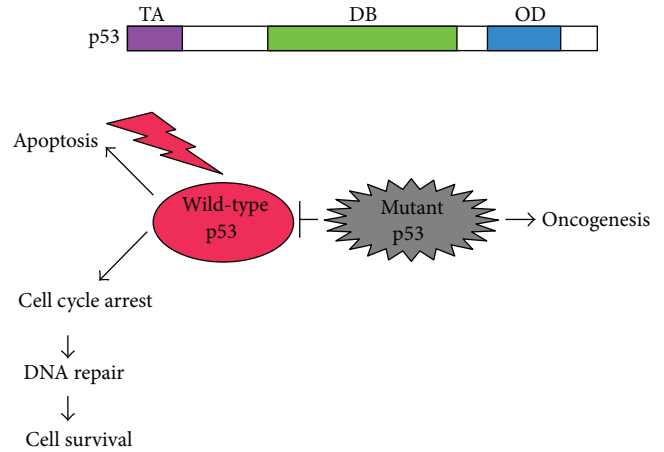 TA DB OD
p53
Apoptosis
Wild-type
p53
Mutant
p53
Oncogenesis
Cell cycle arrest
DNA repair
Cell survival